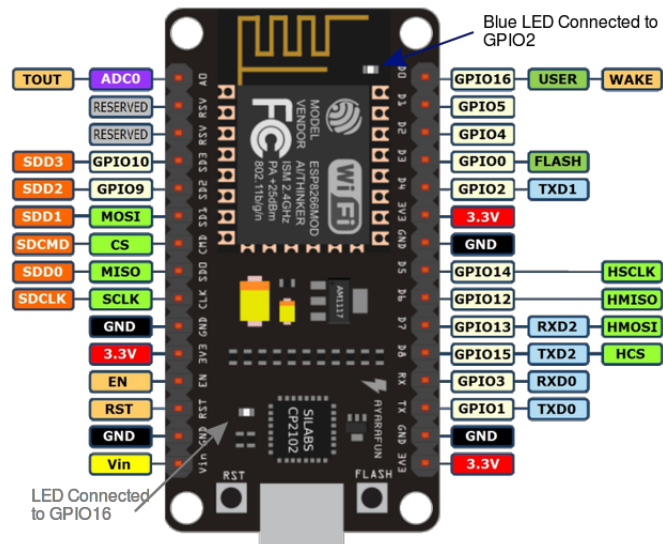 Blue LED Connected to
GPIO2
TOUT ADC0 A0 D0 GPIO16 USER WAKE
RESERVED RSV D1 GPIO5
RESERVED RSV D2 GPIO4
SDD3 GPIO10 SD3 D3 GPIO0 FLASH
SDD2 GPIO9 SD2 D4 GPIO2 TXD1
SDD1 MOSI SD1 3V3 3.3V
SDCMD CS CMD GND GND
SDD0 MISO SD0 D5 GPIO14 HSCLK
SDCLK SCLK CLK D6 GPIO12 HMISO
GND GND D7 GPIO13 RXD2 HMOSI
3.3V 3V3 D8 GPIO15 TXD2 HCS
EN EN RX GPIO3 RXD0
RST RST TX GPIO1 TXD0
GND GND GND GND
Vin Vin 3V3 3.3V
MODEL
VENDOR
ESP8266MOD
AI/THINKER
ISM 2.4GHz
PA +25dBm
802.11b/g/n
FC
Wi Fi
AM1117
SILABS
CP2102
AYARAFUN
RST
FLASH
LED Connected
to GPIO16